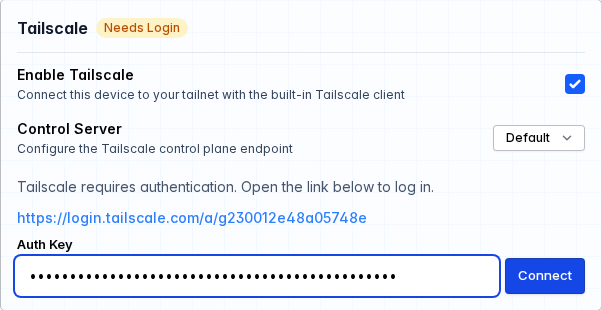 Tailscale Needs Login
Enable Tailscale
Connect this device to your tailnet with the built-in Tailscale client
Control Server
Configure the Tailscale control plane endpoint
Default
Tailscale requires authentication. Open the link below to log in.
https://login.tailscale.com/a/g230012e48a05748e
Auth Key
••••••••••••••••••••••••••••••••••••••••••••••
Connect